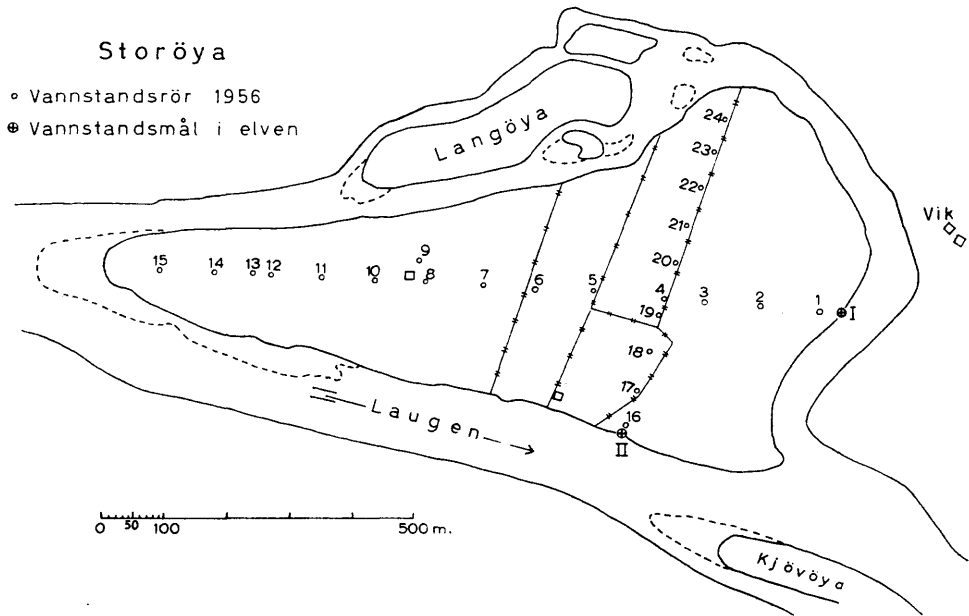 Storöya
Vannstandsrör 1956
Vannstandsmål i elven
Langöya
Vik
24
23
22
21
20
15
14
13
12
11
10
9
8
7
6
5
4
3
2
1
I
19
18
17
16
II
Laugen
0 50 100 500 m.
Kjövöya